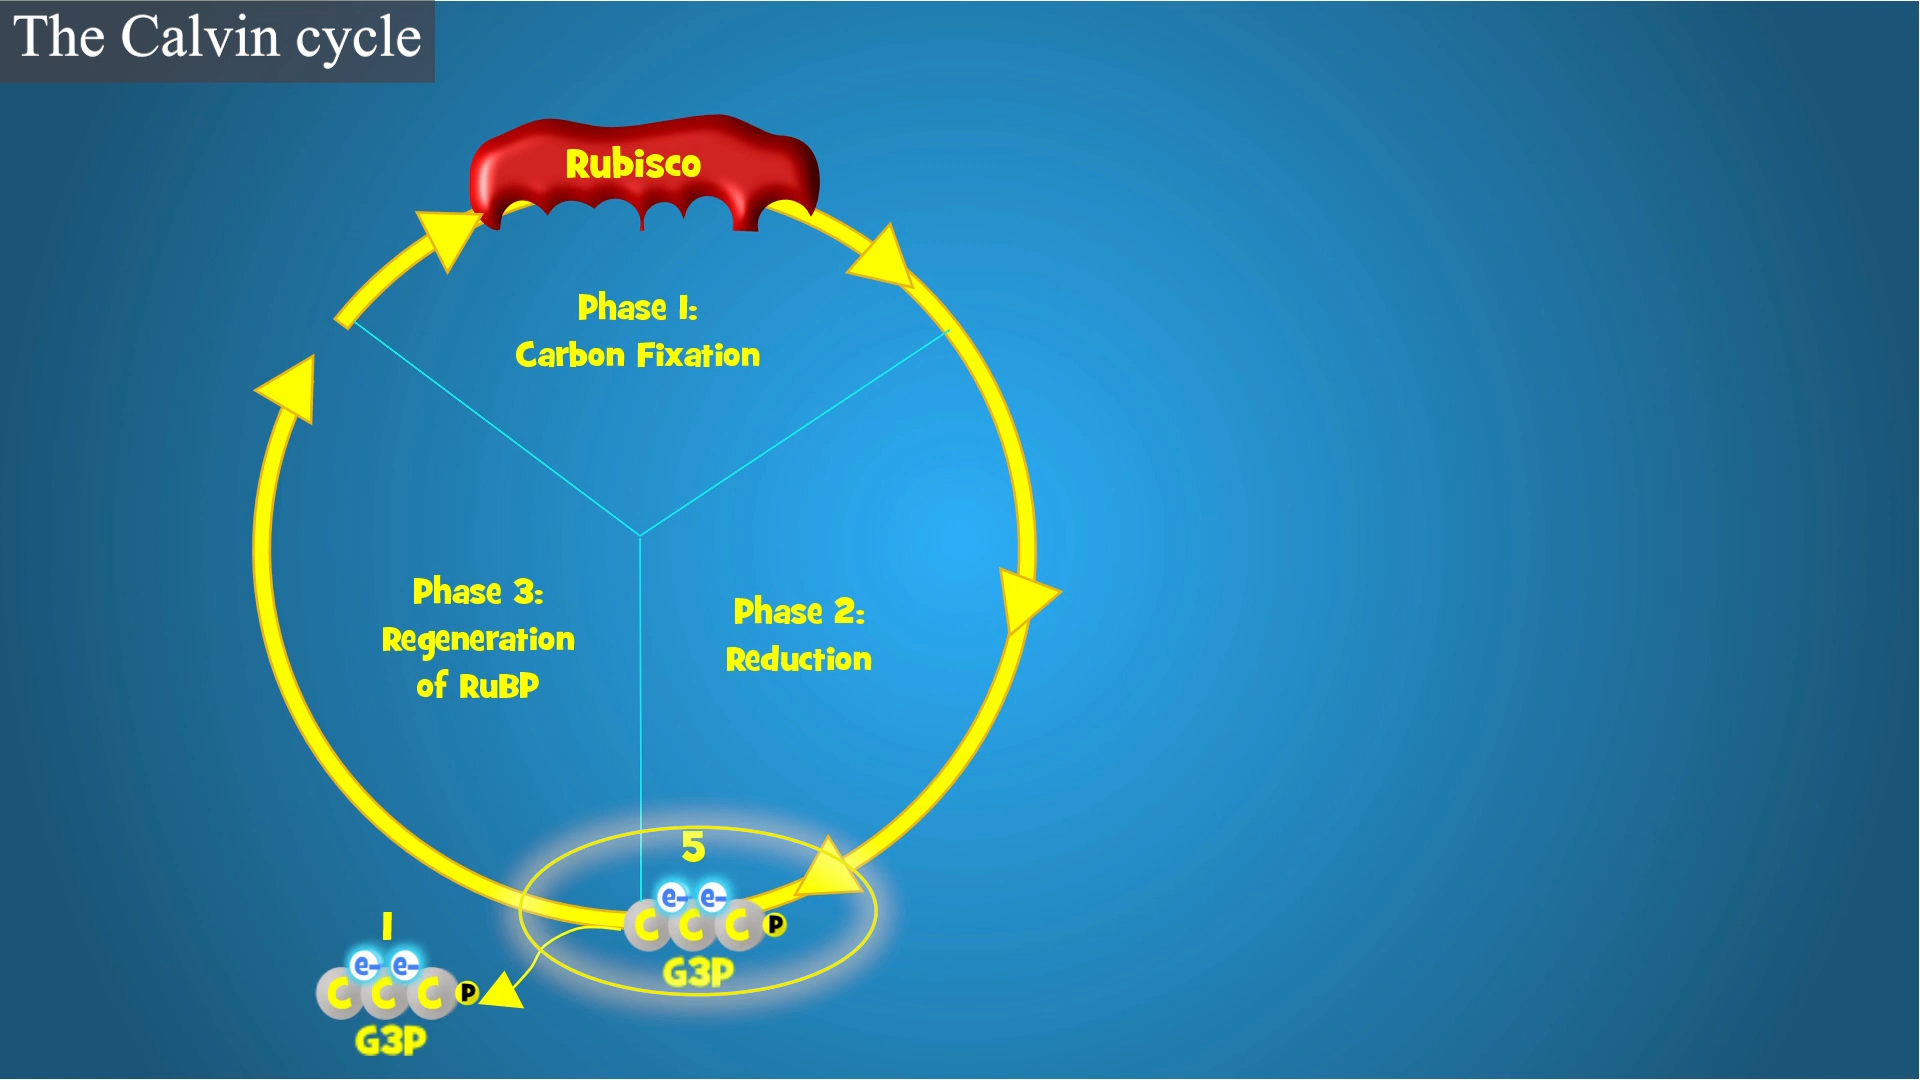 The Calvin cycle
Rubisco
Phase 1:
Carbon Fixation
Phase 3:
Regeneration
of RuBP
Phase 2:
Reduction
5
e- e-
C C C P
G3P
1
e- e-
C C C P
G3P